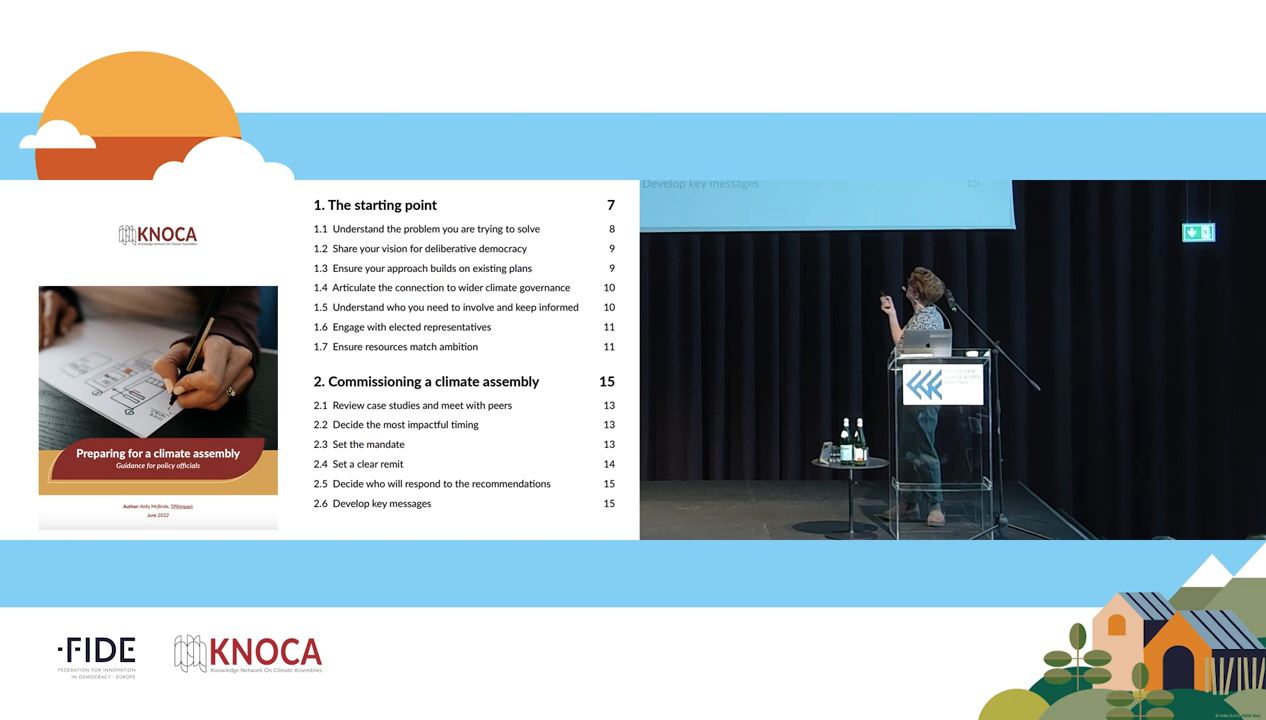 KNOCA
Knowledge Network On Climate Assemblies
Preparing for a climate assembly
Guidance for policy officials
Author: Kelly McBride, TPXimpact
June 2022
1. The starting point 7
1.1 Understand the problem you are trying to solve 8
1.2 Share your vision for deliberative democracy 9
1.3 Ensure your approach builds on existing plans 9
1.4 Articulate the connection to wider climate governance 10
1.5 Understand who you need to involve and keep informed 10
1.6 Engage with elected representatives 11
1.7 Ensure resources match ambition 11
2. Commissioning a climate assembly 15
2.1 Review case studies and meet with peers 13
2.2 Decide the most impactful timing 13
2.3 Set the mandate 13
2.4 Set a clear remit 14
2.5 Decide who will respond to the recommendations 15
2.6 Develop key messages 15
Develop key messages 15
·FIDE
FEDERATION FOR INNOVATION
IN DEMOCRACY - EUROPE
KNOCA
Knowledge Network On Climate Assemblies